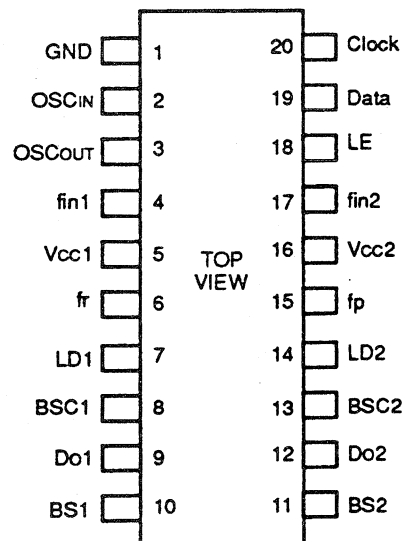 GND 1 20 Clock
OSCIN 2 19 Data
OSCOUT 3 18 LE
fin1 4 17 fin2
Vcc1 5 16 Vcc2
TOP
VIEW
fr 6 15 fp
LD1 7 14 LD2
BSC1 8 13 BSC2
Do1 9 12 Do2
BS1 10 11 BS2